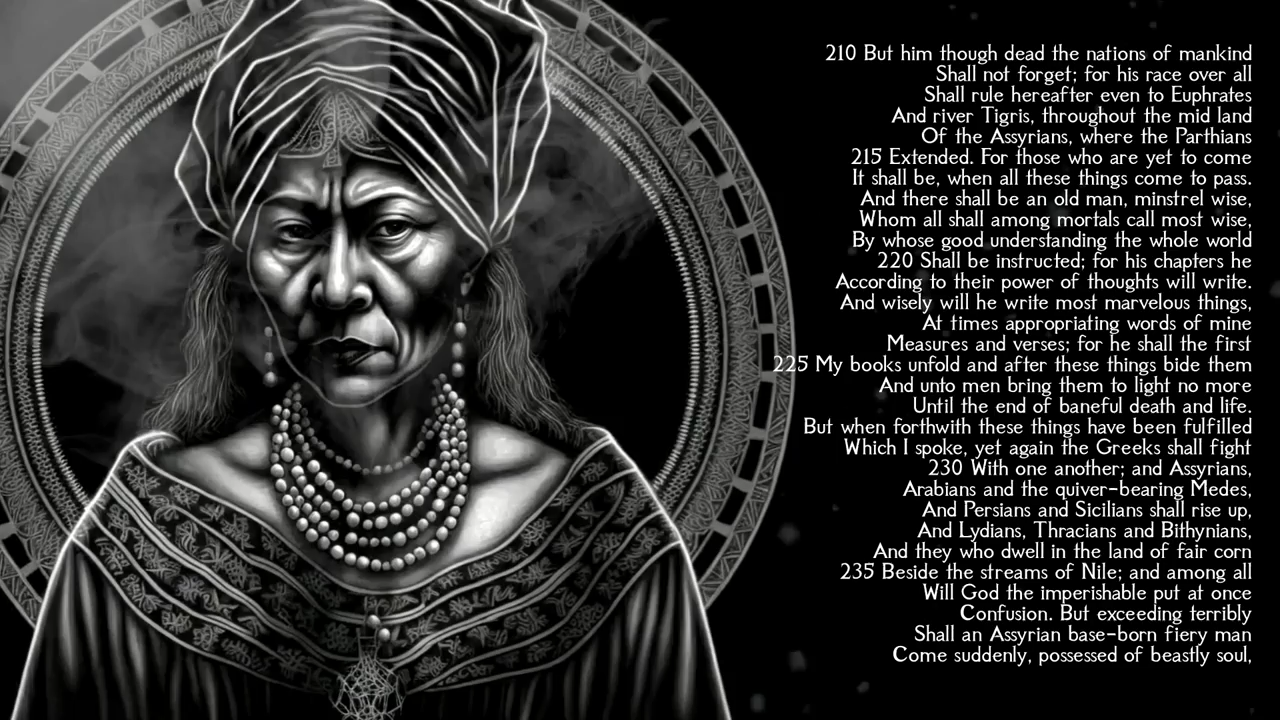 210 But him though dead the nations of mankind
Shall not forget; for his race over all
Shall rule hereafter even to Euphrates
And river Tigris, throughout the mid land
Of the Assyrians, where the Parthians
215 Extended. For those who are yet to come
It shall be, when all these things come to pass.
And there shall be an old man, minstrel wise,
Whom all shall among mortals call most wise,
By whose good understanding the whole world
220 Shall be instructed; for his chapters he
According to their power of thoughts will write.
And wisely will he write most marvelous things,
At times appropriating words of mine
Measures and verses; for he shall the first
225 My books unfold and after these things bide them
And unto men bring them to light no more
Until the end of baneful death and life.
But when forthwith these things have been fulfilled
Which I spoke, yet again the Greeks shall fight
230 With one another; and Assyrians,
Arabians and the quiver-bearing Medes,
And Persians and Sicilians shall rise up,
And Lydians, Thracians and Bithynians,
And they who dwell in the land of fair corn
235 Beside the streams of Nile; and among all
Will God the imperishable put at once
Confusion. But exceeding terribly
Shall an Assyrian base-born fiery man
Come suddenly, possessed of beastly soul,